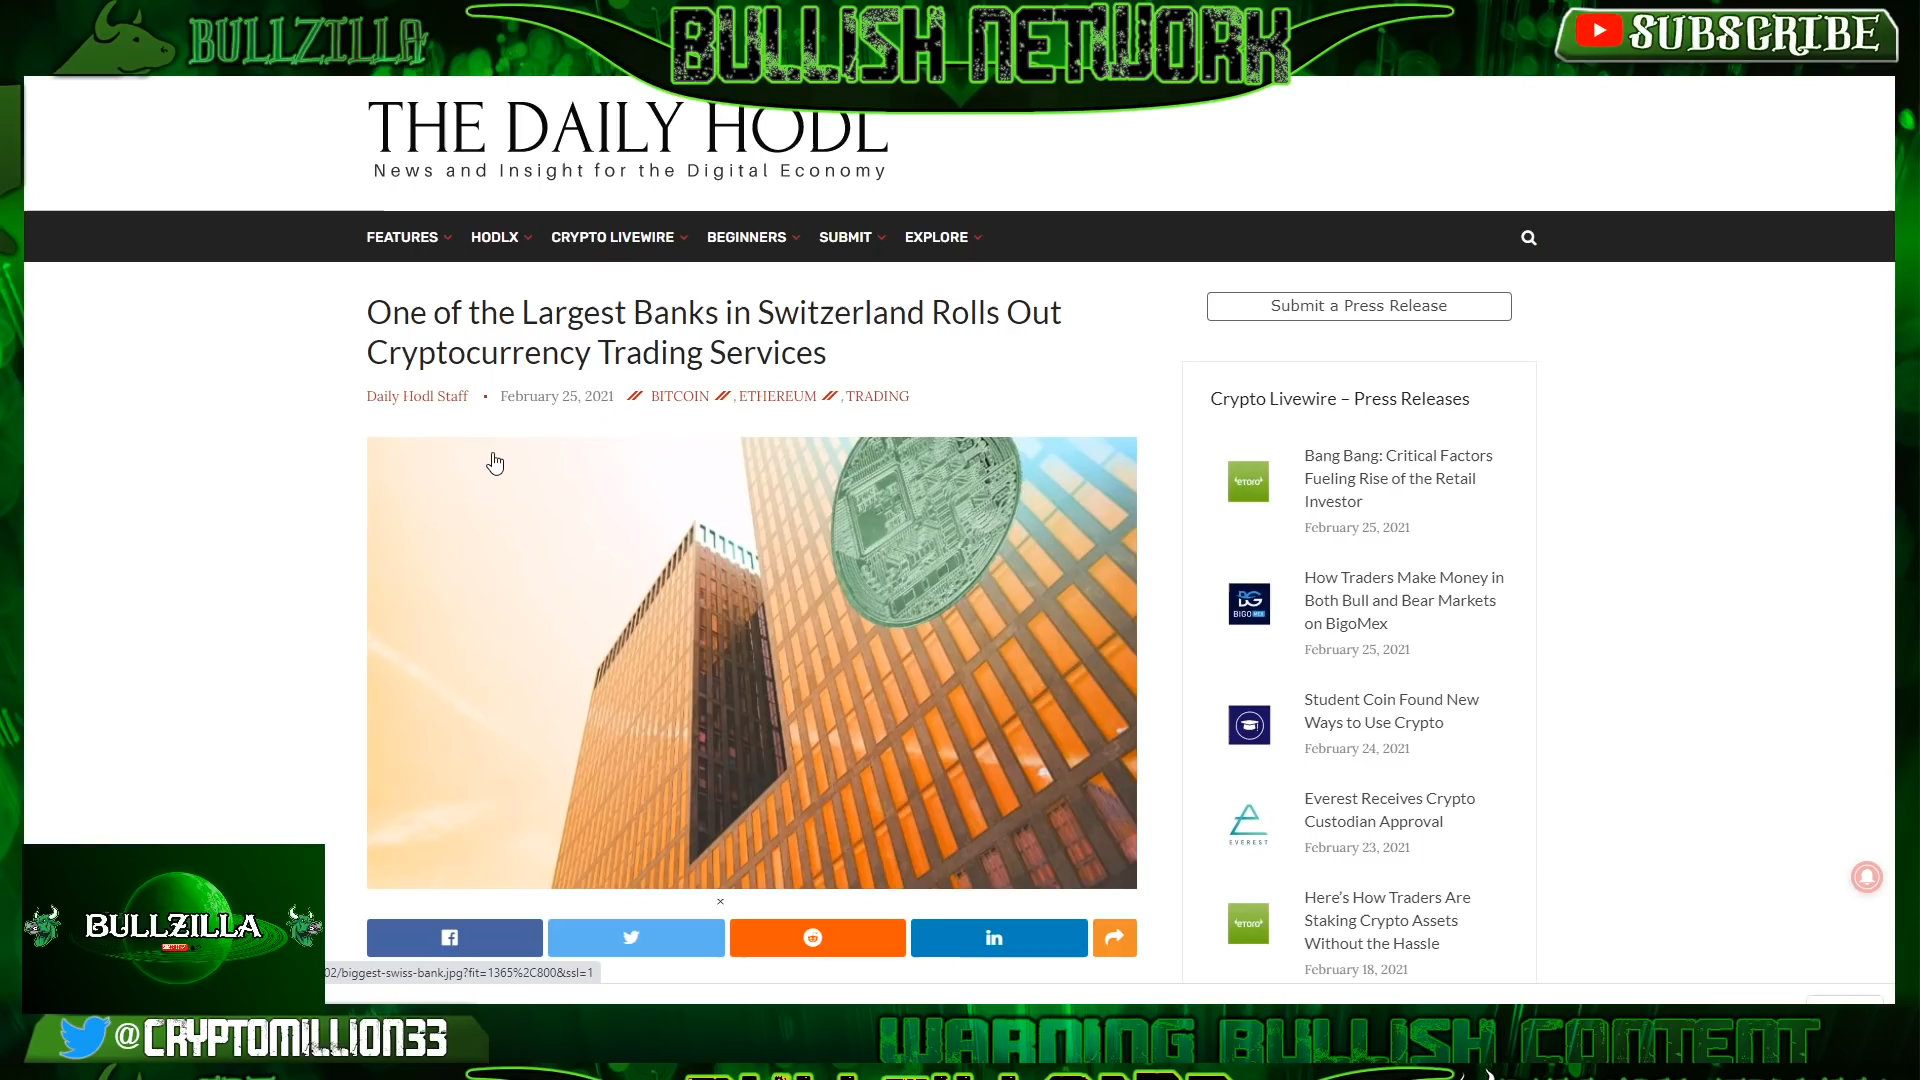 BULLZILLA
BULLISH NETWORK
SUBSCRIBE
THE DAILY HODL
News and Insight for the Digital Economy
FEATURES HODLX CRYPTO LIVEWIRE BEGINNERS SUBMIT EXPLORE
One of the Largest Banks in Switzerland Rolls Out
Cryptocurrency Trading Services
Daily Hodl Staff ▪ February 25, 2021 // BITCOIN // , ETHEREUM // , TRADING
Submit a Press Release
Crypto Livewire – Press Releases
eToro
Bang Bang: Critical Factors
Fueling Rise of the Retail
Investor
February 25, 2021
BIGOMEX
How Traders Make Money in
Both Bull and Bear Markets
on BigoMex
February 25, 2021
Student Coin Found New
Ways to Use Crypto
February 24, 2021
EVEREST
Everest Receives Crypto
Custodian Approval
February 23, 2021
eToro
Here's How Traders Are
Staking Crypto Assets
Without the Hassle
February 18, 2021
×
in
02/biggest-swiss-bank.jpg?fit=1365%2C800&ssl=1
BULLZILLA
@CRYPTOMILLION33
WARNING BULLISH CONTENT